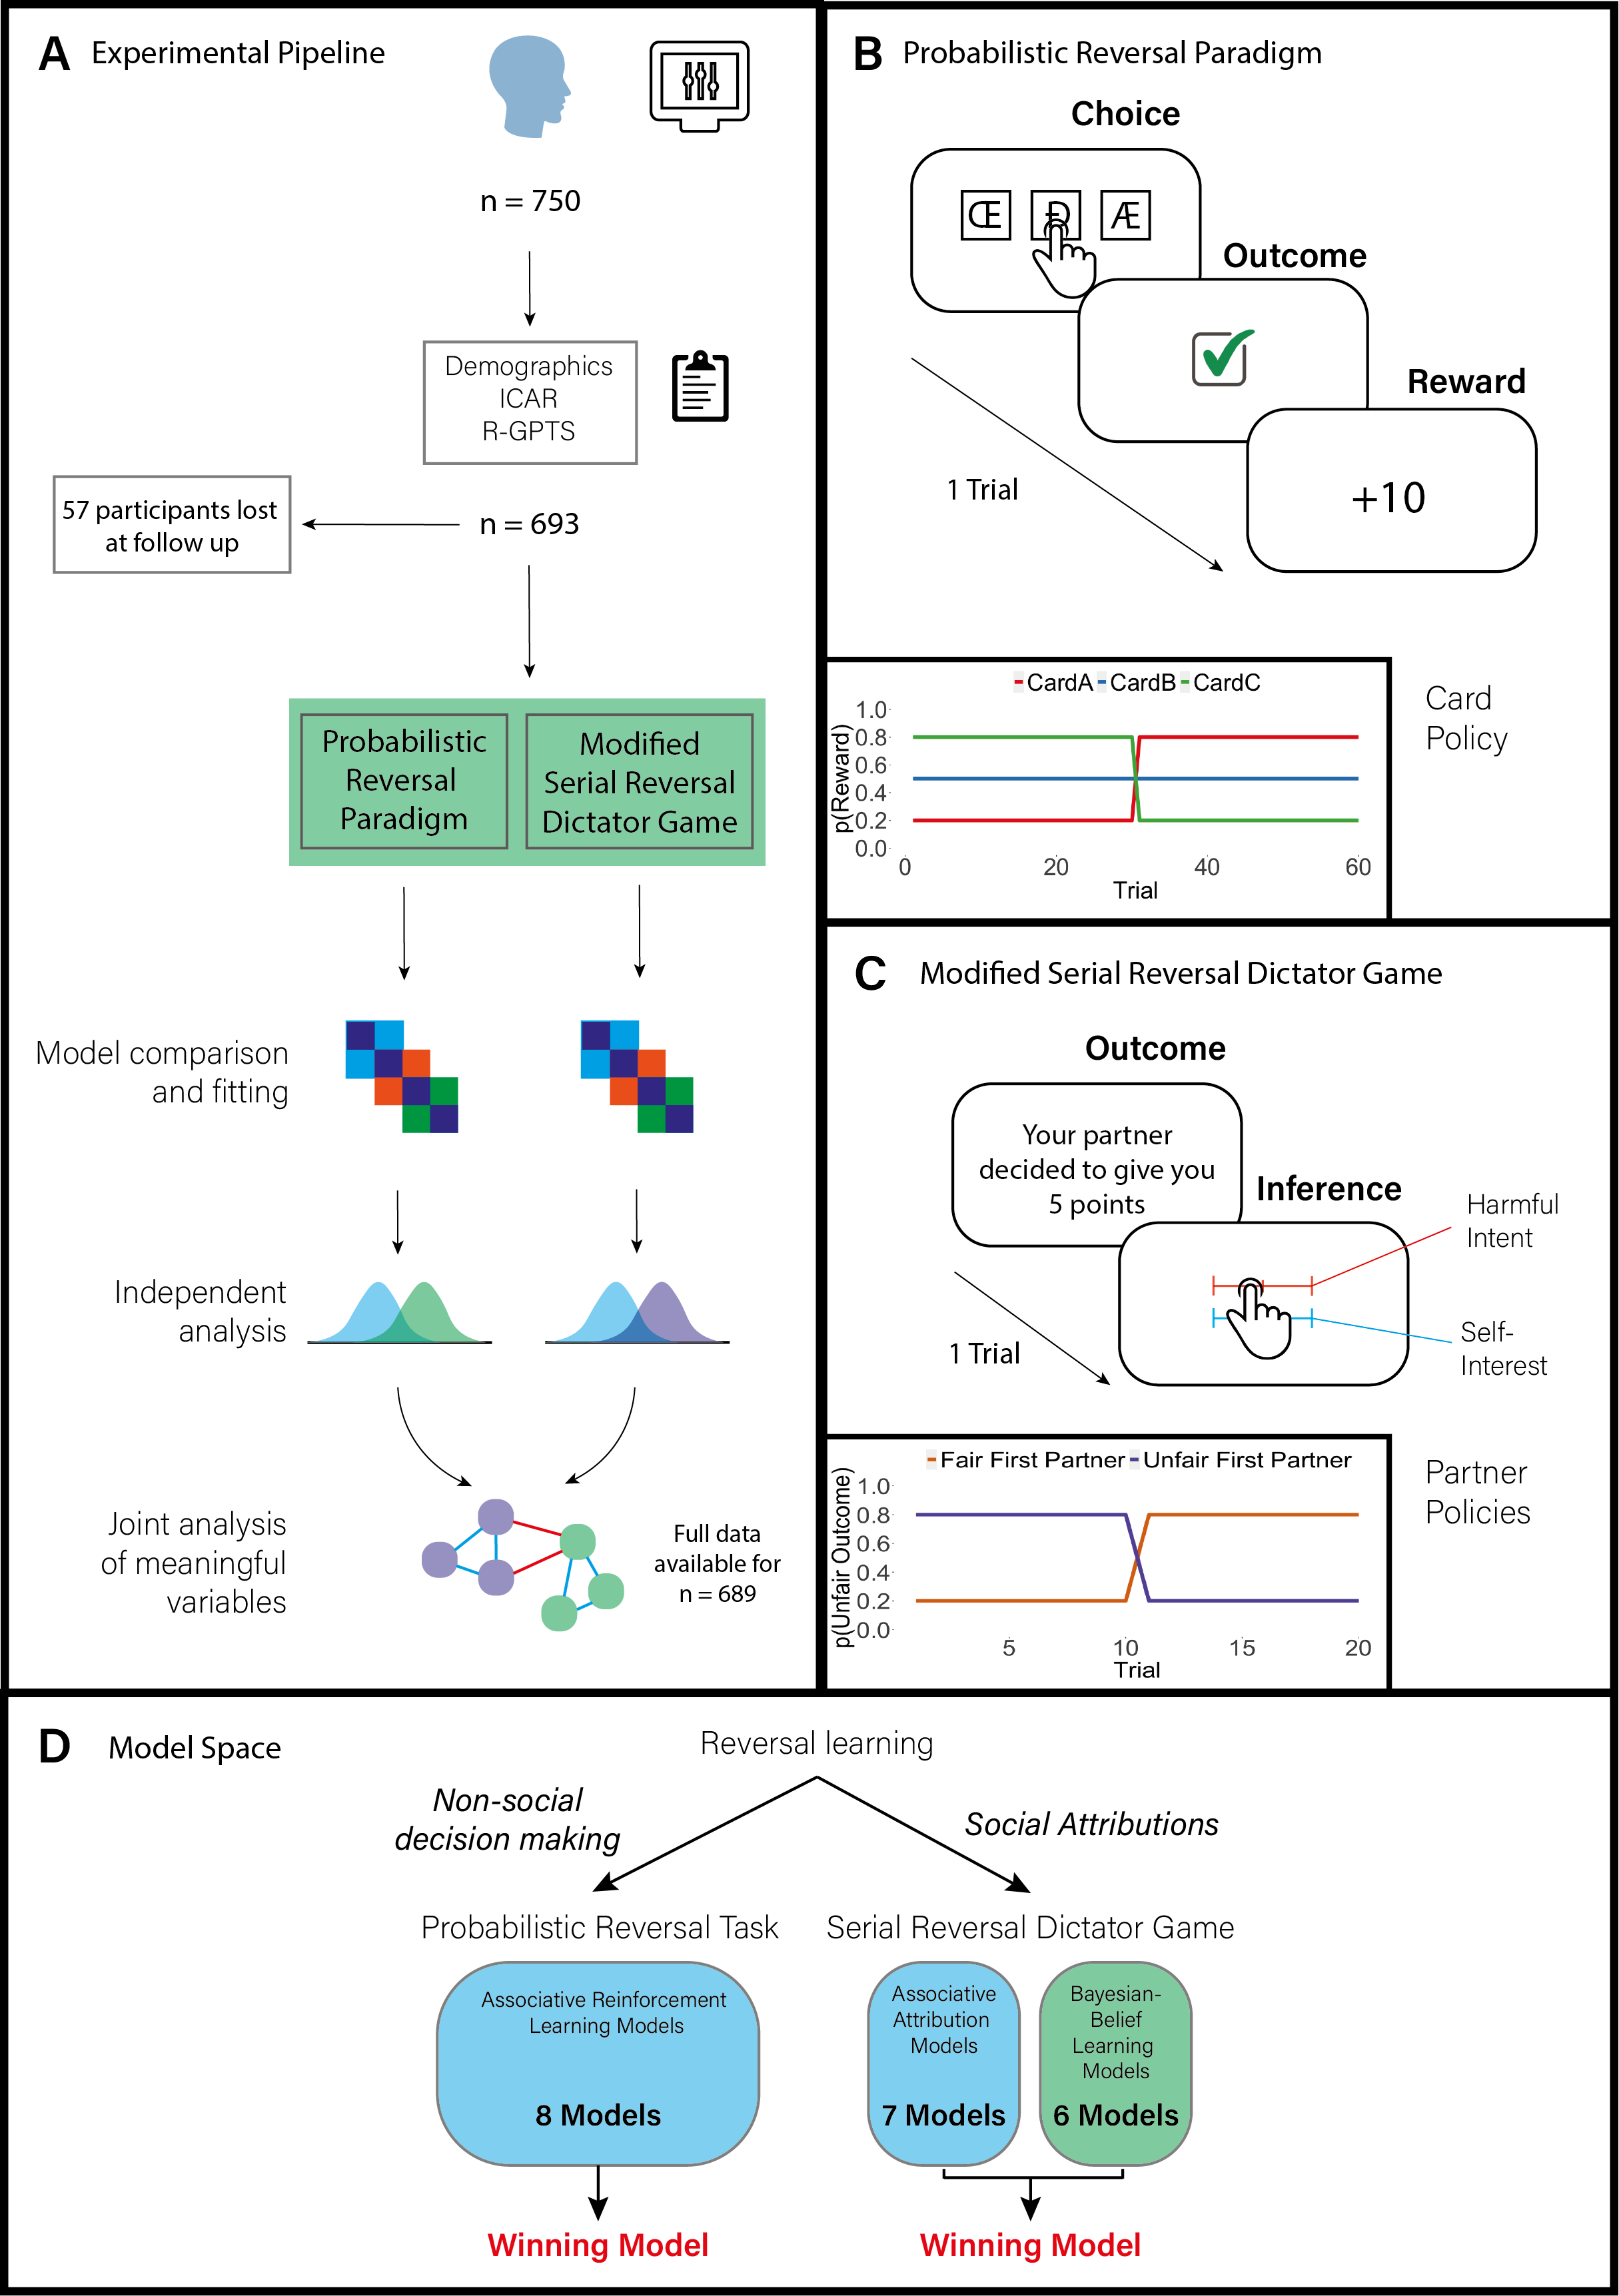 A Experimental Pipeline
n = 750
Demographics
ICAR
R-GPTS
57 participants lost
at follow up
n = 693
Probabilistic
Reversal
Paradigm
Modified
Serial Reversal
Dictator Game
Model comparison
and fitting
Independent
analysis
Joint analysis
of meaningful
variables
Full data
available for
n = 689
B Probabilistic Reversal Paradigm
Choice
Œ Đ Æ
Outcome
Reward
+10
1 Trial
CardA CardB CardC
p(Reward)
1.0
0.8
0.6
0.4
0.2
0.0
0 20 40 60
Trial
Card
Policy
C Modified Serial Reversal Dictator Game
Outcome
Your partner
decided to give you
5 points
Inference
Harmful
Intent
Self-
Interest
1 Trial
Fair First Partner Unfair First Partner
p(Unfair Outcome)
1.0
0.8
0.6
0.4
0.2
0.0
5 10 15 20
Trial
Partner
Policies
D Model Space
Reversal learning
Non-social
decision making
Social Attributions
Probabilistic Reversal Task
Serial Reversal Dictator Game
Associative Reinforcement
Learning Models
8 Models
Associative
Attribution
Models
7 Models
Bayesian-
Belief
Learning
Models
6 Models
Winning Model
Winning Model